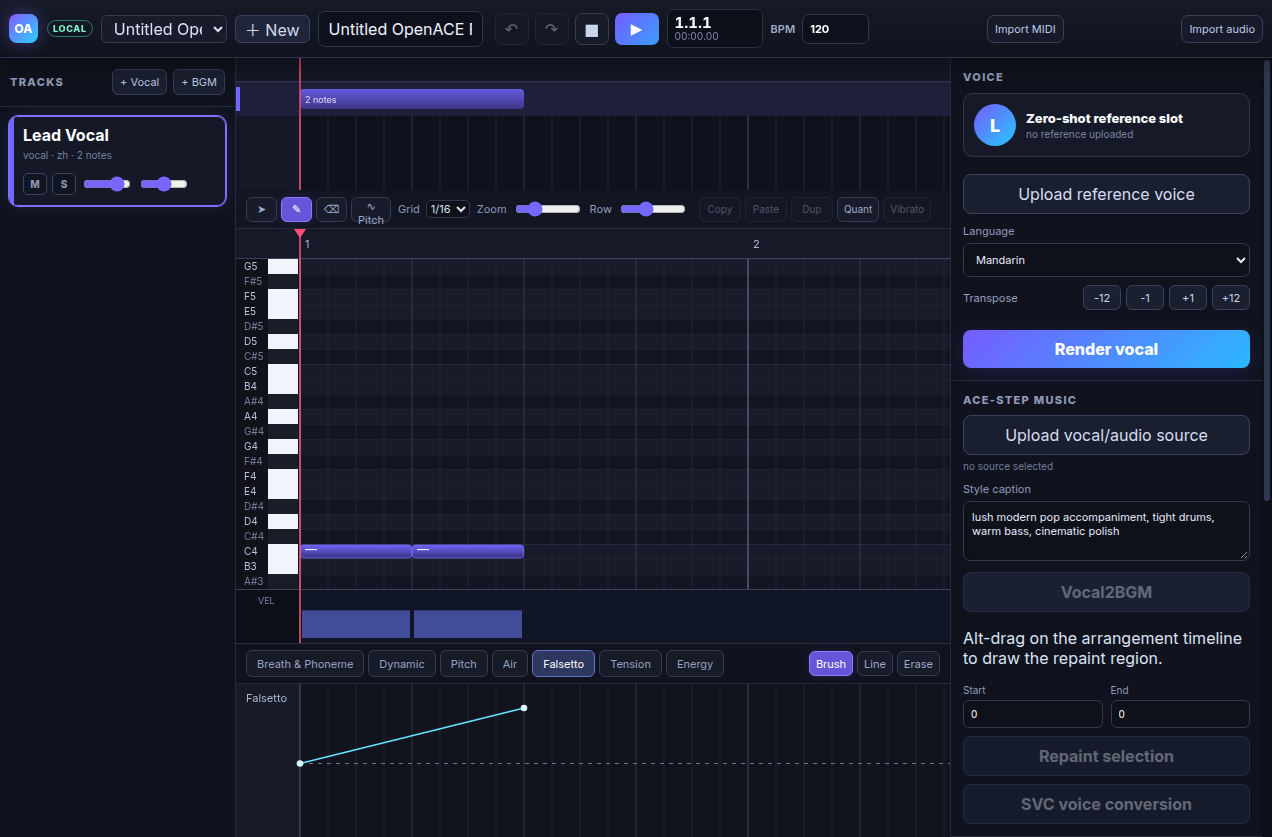 OA LOCAL Untitled Ope + New Untitled OpenACE 1.1.1 00:00.00 BPM 120 Import MIDI Import audio
TRACKS + Vocal + BGM
Lead Vocal
vocal · zh · 2 notes
M S
2 notes
Pitch Grid 1/16 Zoom Row Copy Paste Dup Quant Vibrato
1 2
G5
F#5
F5
E5
D#5
D5
C#5
C5
B4
A#4
A4
G#4
G4
F#4
F4
E4
D#4
D4
C#4
C4
B3
A#3
VEL
Breath & Phoneme Dynamic Pitch Air Falsetto Tension Energy Brush Line Erase
Falsetto
VOICE
L
Zero-shot reference slot
no reference uploaded
Upload reference voice
Language
Mandarin
Transpose -12 -1 +1 +12
Render vocal
ACE-STEP MUSIC
Upload vocal/audio source
no source selected
Style caption
lush modern pop accompaniment, tight drums,
warm bass, cinematic polish
Vocal2BGM
Alt-drag on the arrangement timeline
to draw the repaint region.
Start End
0 0
Repaint selection
SVC voice conversion